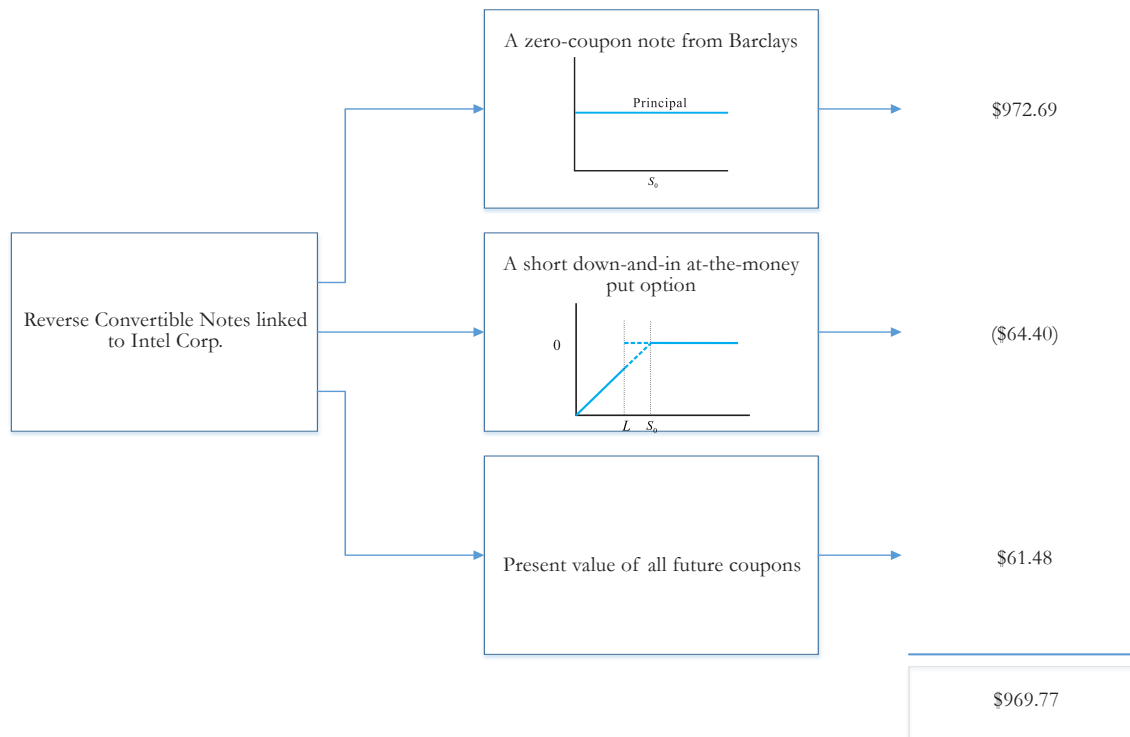 A zero-coupon note from Barclays
Principal
S₀
$972.69
Reverse Convertible Notes linked
to Intel Corp.
A short down-and-in at-the-money
put option
0
L S₀
($64.40)
Present value of all future coupons
$61.48
$969.77